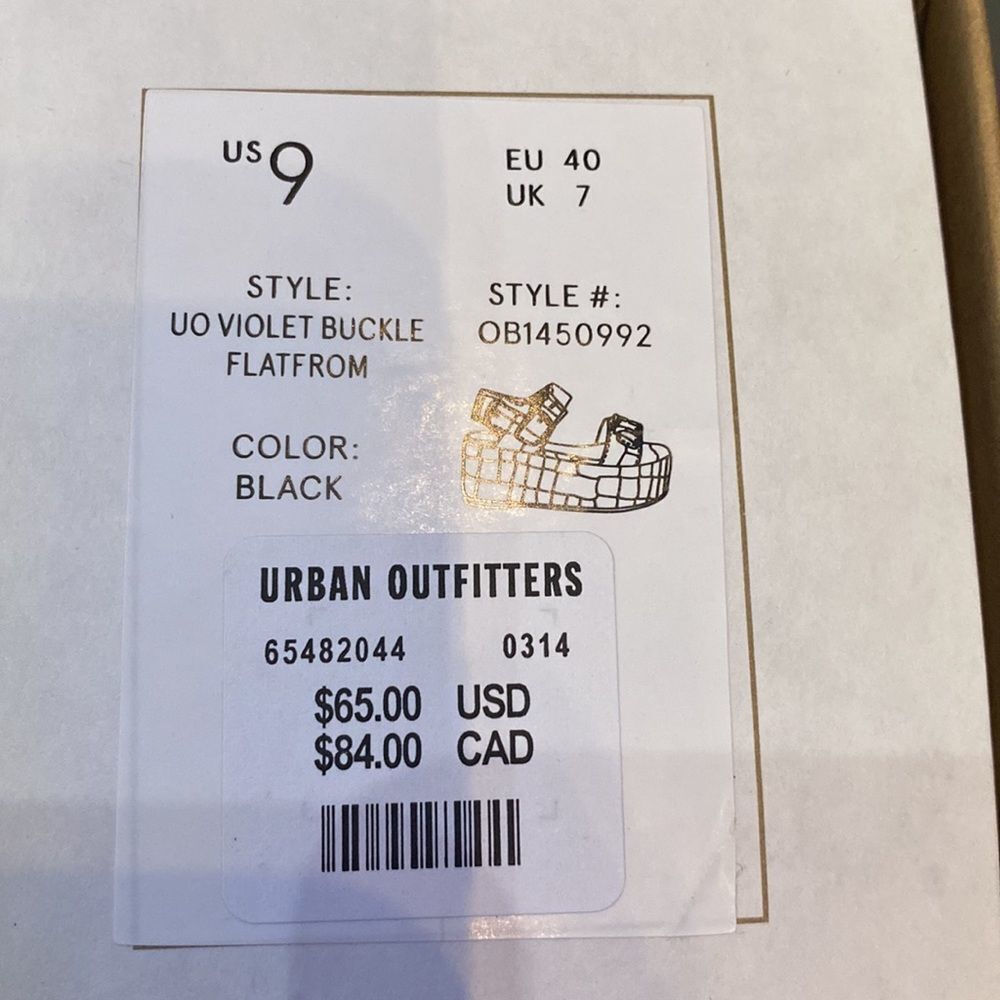 US 9
EU 40
UK 7
STYLE:
UO VIOLET BUCKLE
FLATFROM
STYLE #:
OB1450992
COLOR:
BLACK
URBAN OUTFITTERS
65482044 0314
$65.00 USD
$84.00 CAD